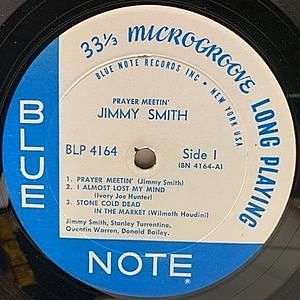 33 1/3 MICROGROOVE LONG PLAYING
BLUE NOTE RECORDS INC • NEW YORK USA
PRAYER MEETIN'
JIMMY SMITH
BLP 4164 Side 1
(BN 4164-A)
1. PRAYER MEETIN' (Jimmy Smith)
2. I ALMOST LOST MY MIND
(Ivory Joe Hunter)
3. STONE COLD DEAD
IN THE MARKET (Wilmoth Houdini)
Jimmy Smith, Stanley Turrentine,
Quentin Warren, Donald Bailey.
BLUE
NOTE
®